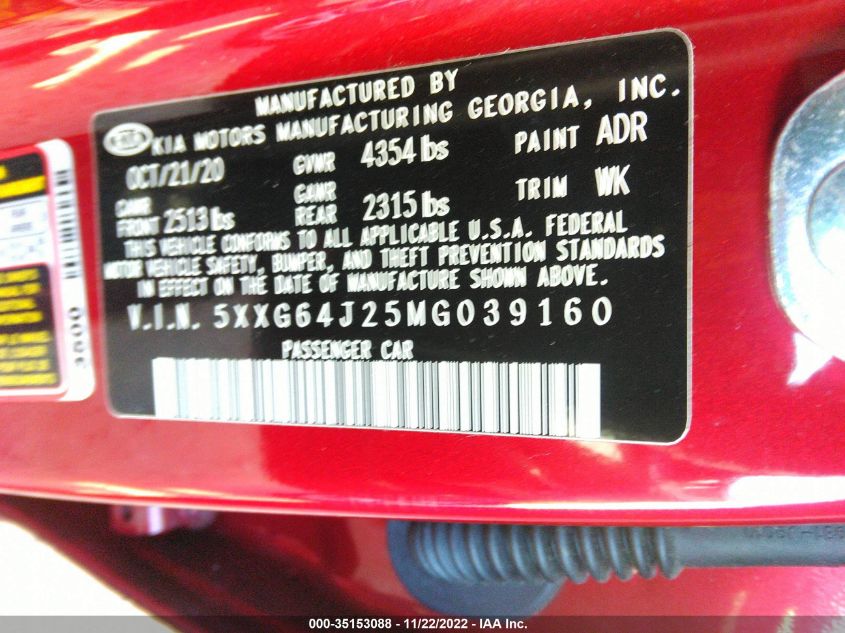 MANUFACTURED BY
KIA KIA MOTORS MANUFACTURING GEORGIA, INC.
OCT/21/20 GVWR 4354 lbs PAINT ADR
GAWR FRONT 2513 lbs GAWR REAR 2315 lbs TRIM WK
THIS VEHICLE CONFORMS TO ALL APPLICABLE U.S.A. FEDERAL
MOTOR VEHICLE SAFETY, BUMPER, AND THEFT PREVENTION STANDARDS
IN EFFECT ON THE DATE OF MANUFACTURE SHOWN ABOVE.
V.I.N. 5XXG64J25MG039160
PASSENGER CAR
000-35153088 - 11/22/2022 - IAA Inc.